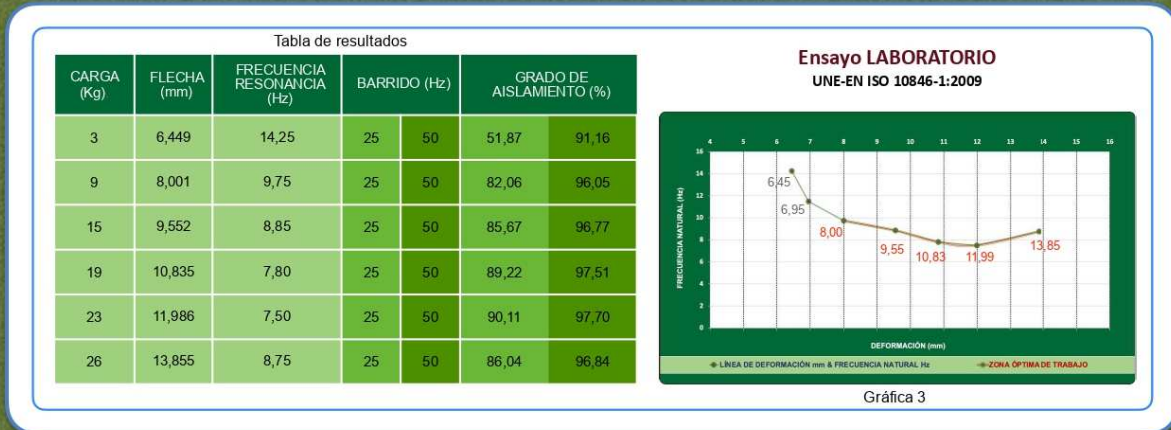 Tabla de resultados
CARGA (Kg) FLECHA (mm) FRECUENCIA RESONANCIA (Hz) BARRIDO (Hz) GRADO DE AISLAMIENTO (%)
3 6,449 14,25 25 50 51,87 91,16
9 8,001 9,75 25 50 82,06 96,05
15 9,552 8,85 25 50 85,67 96,77
19 10,835 7,80 25 50 89,22 97,51
23 11,986 7,50 25 50 90,11 97,70
26 13,855 8,75 25 50 86,04 96,84
Ensayo LABORATORIO
UNE-EN ISO 10846-1:2009
4 5 6 7 8 9 10 11 12 13 14 15 16
16
14
12
10
8
6
4
2
0
FRECUENCIA NATURAL (Hz)
6,45
6,95
8,00
9,55
10,83
11,99
13,85
DEFORMACIÓN (mm)
LÍNEA DE DEFORMACIÓN mm & FRECUENCIA NATURAL Hz
ZONA ÓPTIMA DE TRABAJO
Gráfica 3